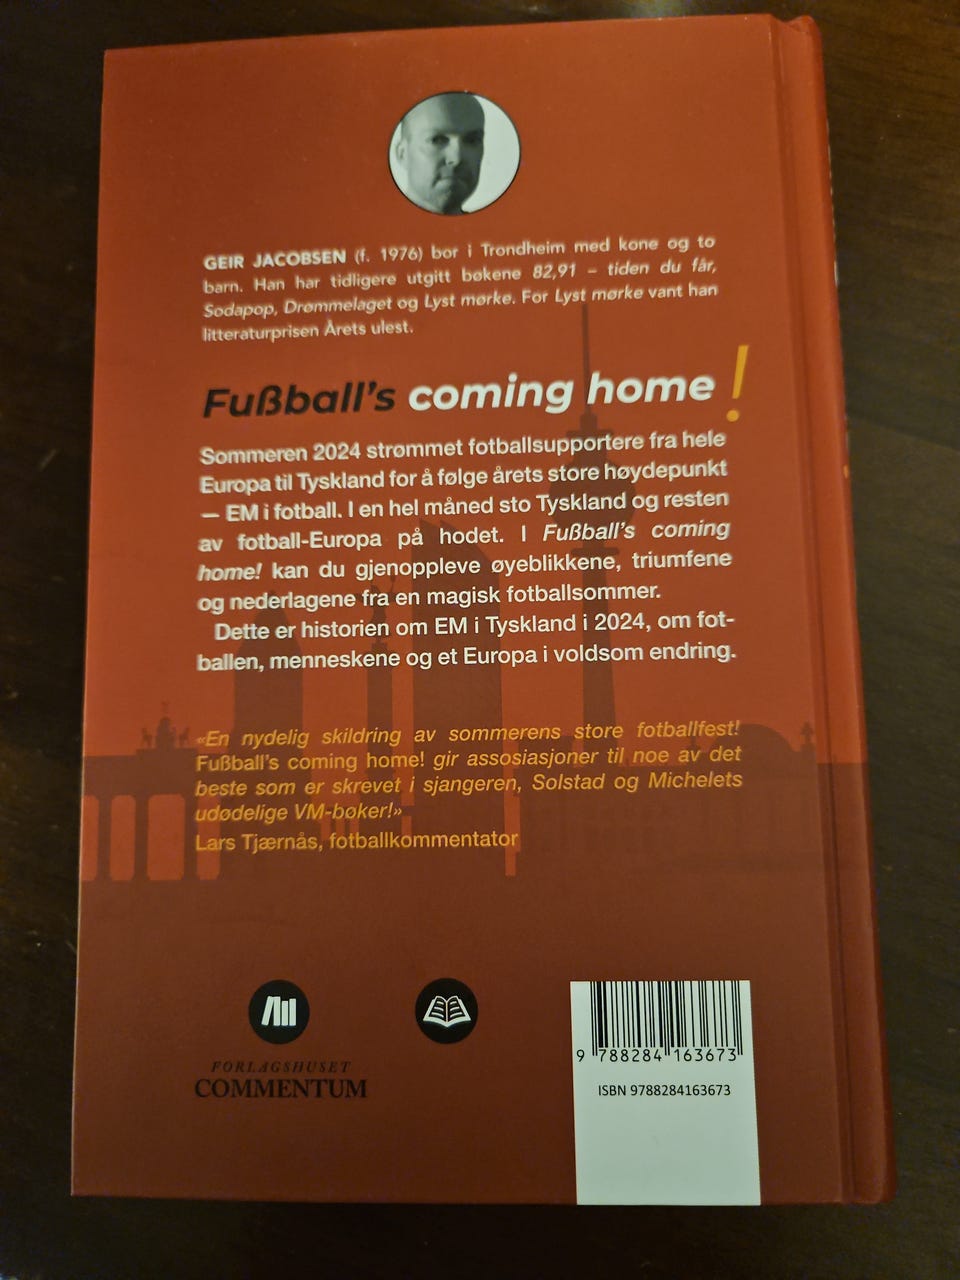 GEIR JACOBSEN (f. 1976) bor i Trondheim med kone og to
barn. Han har tidligere utgitt bøkene 82,91 – tiden du får,
Sodapop, Drømmelaget og Lyst mørke. For Lyst mørke vant han
litteraturprisen Årets ulest.
Fußball's coming home!
Sommeren 2024 strømmet fotballsupportere fra hele
Europa til Tyskland for å følge årets store høydepunkt
— EM i fotball. I en hel måned sto Tyskland og resten
av fotball-Europa på hodet. I Fußball's coming
home! kan du gjenoppleve øyeblikkene, triumfene
og nederlagene fra en magisk fotballsommer.
Dette er historien om EM i Tyskland i 2024, om fot-
ballen, menneskene og et Europa i voldsom endring.
«En nydelig skildring av sommerens store fotballfest!
Fußball's coming home! gir assosiasjoner til noe av det
beste som er skrevet i sjangeren, Solstad og Michelets
udødelige VM-bøker!»
Lars Tjærnås, fotballkommentator
FORLAGSHUSET
COMMENTUM
9 788284 163673
ISBN 9788284163673